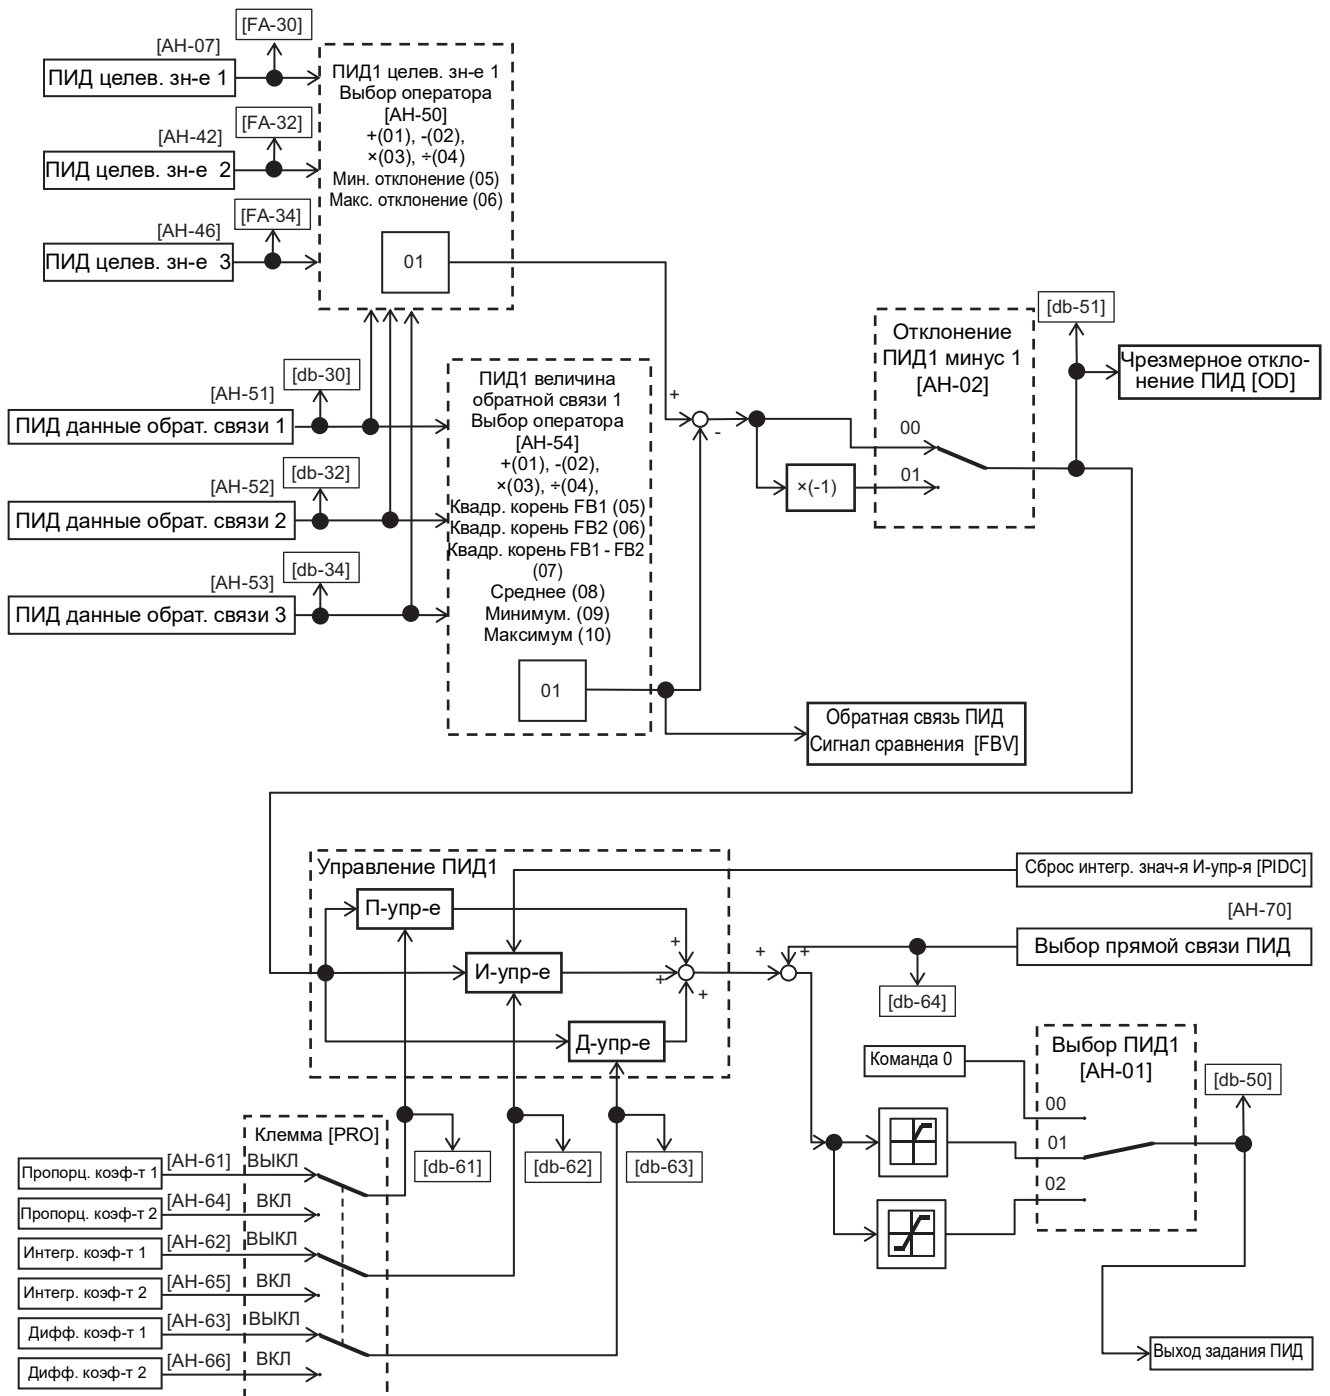 [FA-30]
[AH-07]
ПИД целев. зн-е 1
[FA-32]
[AH-42]
ПИД целев. зн-е 2
[FA-34]
[AH-46]
ПИД целев. зн-е 3
ПИД1 целев. зн-е 1
Выбор оператора
[AH-50]
+(01), -(02),
×(03), ÷(04)
Мин. отклонение (05)
Макс. отклонение (06)
01
[db-30]
[AH-51]
ПИД данные обрат. связи 1
[db-32]
[AH-52]
ПИД данные обрат. связи 2
[db-34]
[AH-53]
ПИД данные обрат. связи 3
ПИД1 величина
обратной связи 1
Выбор оператора
[AH-54]
+(01), -(02),
×(03), ÷(04),
Квадр. корень FB1 (05)
Квадр. корень FB2 (06)
Квадр. корень FB1 - FB2
(07)
Среднее (08)
Минимум. (09)
Максимум (10)
01
+
-
×(-1)
Отклонение
ПИД1 минус 1
[AH-02]
00
01
[db-51]
Чрезмерное откло-
нение ПИД [OD]
Обратная связь ПИД
Сигнал сравнения [FBV]
Управление ПИД1
П-упр-е
И-упр-е
Д-упр-е
+
+
+
+
+
Сброс интегр. знач-я И-упр-я [PIDC]
[AH-70]
Выбор прямой связи ПИД
[db-64]
Команда 0
Выбор ПИД1
[AH-01]
00
01
02
[db-50]
Выход задания ПИД
[db-61]
[db-62]
[db-63]
Клемма [PRO]
Пропорц. коэф-т 1
[AH-61]
ВЫКЛ
Пропорц. коэф-т 2
[AH-64]
ВКЛ
Интегр. коэф-т 1
[AH-62]
ВЫКЛ
Интегр. коэф-т 2
[AH-65]
ВКЛ
Дифф. коэф-т 1
[AH-63]
ВЫКЛ
Дифф. коэф-т 2
[AH-66]
ВКЛ